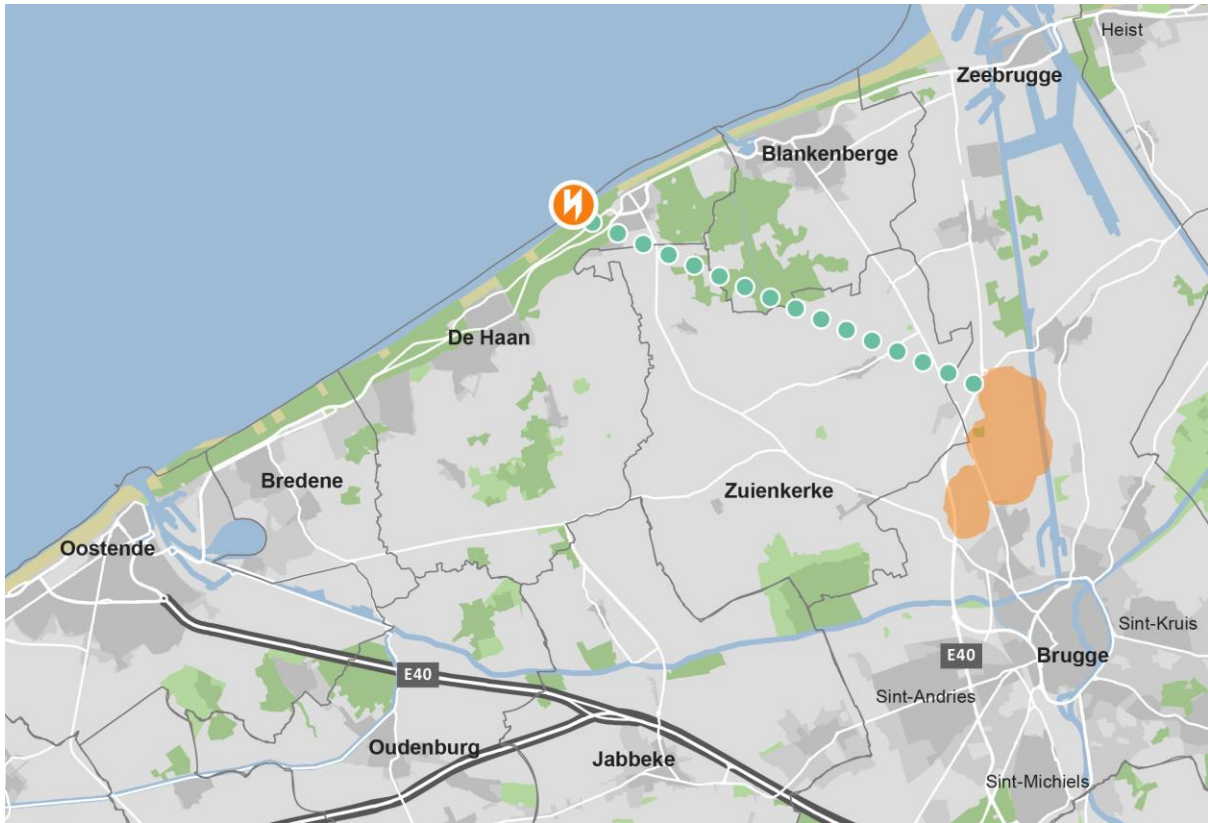 Heist
Zeebrugge
Blankenberge
De Haan
Bredene
Zuienkerke
Oostende
Sint-Kruis
E40
Brugge
E40
Sint-Andries
Oudenburg
Jabbeke
Sint-Michiels